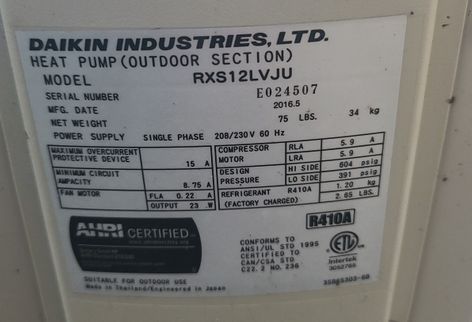 DAIKIN INDUSTRIES, LTD.
HEAT PUMP (OUTDOOR SECTION)
MODEL RXS12LVJU
SERIAL NUMBER E024507
MFG. DATE 2016.5
NET WEIGHT 75 LBS. 34 kg
POWER SUPPLY SINGLE PHASE 208/230V 60 Hz
MAXIMUM OVERCURRENT
PROTECTIVE DEVICE 15 A
MINIMUM CIRCUIT
AMPACITY 8.75 A
FAN MOTOR FLA 0.22 A
OUTPUT 23 W
COMPRESSOR RLA 5.9 A
MOTOR LRA 5.9 A
DESIGN HI SIDE 604 psig
PRESSURE LO SIDE 391 psig
REFRIGERANT R410A 1.20 kg
(FACTORY CHARGED) 2.65 LBS.
R410A
AHRI CERTIFIED
www.ahridirectory.org
CONFORMS TO
ANSI/UL STD 1995
CERTIFIED TO
CAN/CSA STD
C22.2 NO.236
ETL
Intertek
3052765
SUITABLE FOR OUTDOOR USE
Made in Thailand/Engineered in Japan